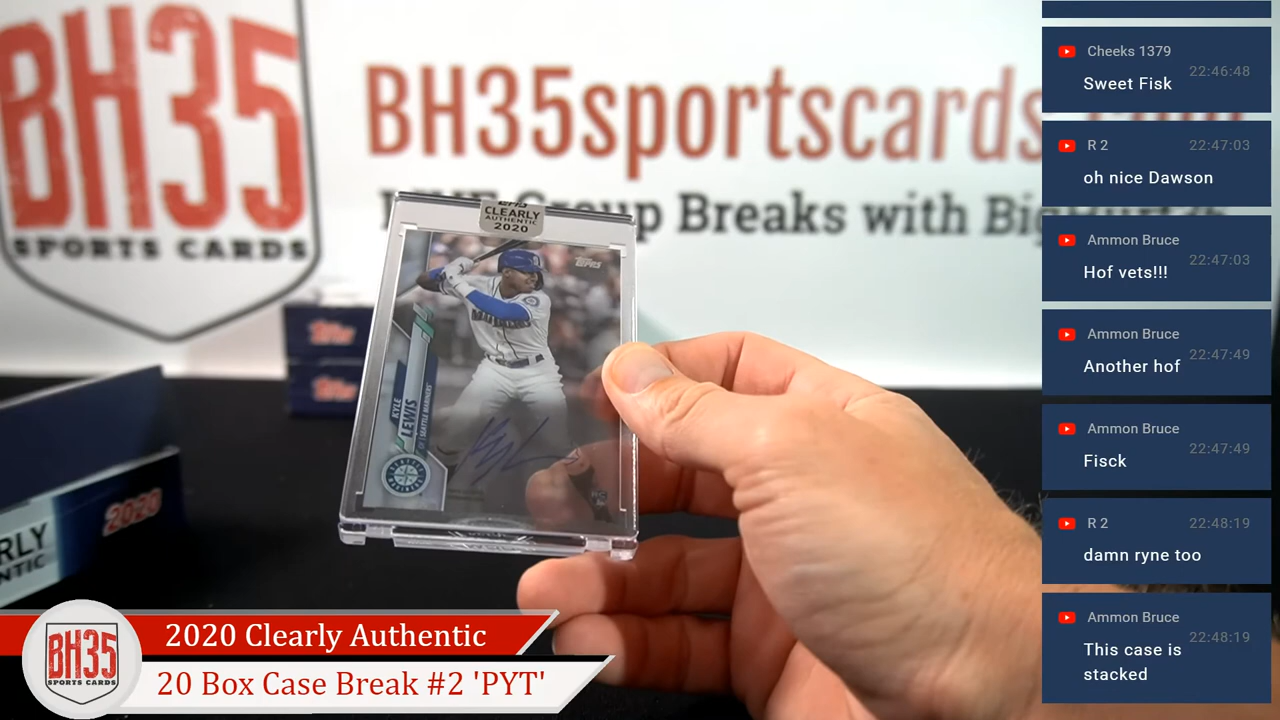 BH35
SPORTS CARDS
BH35sportscards
Group Breaks with
topps
CLEARLY
AUTHENTIC
2020
Topps
KYLE
LEWIS
SEATTLE MARINERS
Topps
Topps
2020
2020 Clearly Authentic
20 Box Case Break #2 'PYT'
BH35
SPORTS CARDS
Cheeks 1379
22:46:48
Sweet Fisk
R 2
22:47:03
oh nice Dawson
Ammon Bruce
22:47:03
Hof vets!!!
Ammon Bruce
22:47:49
Another hof
Ammon Bruce
22:47:49
Fisck
R 2
22:48:19
damn ryne too
Ammon Bruce
22:48:19
This case is
stacked